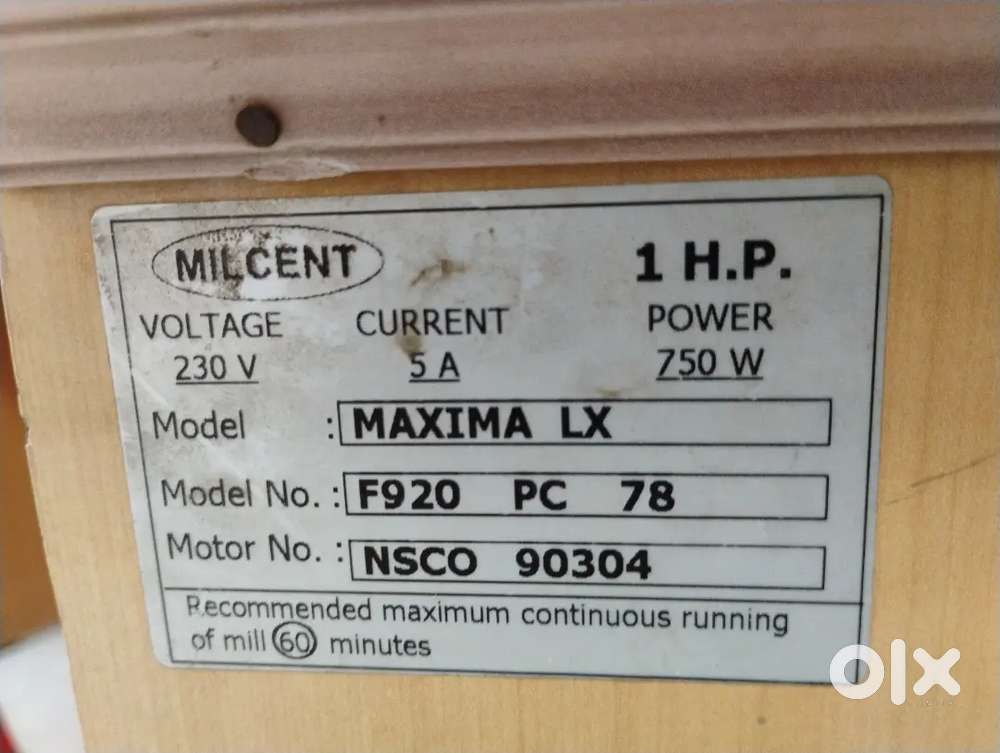 MILCENT 1 H.P.
VOLTAGE CURRENT POWER
230 V 5 A 750 W
Model : MAXIMA LX
Model No. : F920 PC 78
Motor No. : NSCO 90304
Recommended maximum continuous running
of mill 60 minutes
olx